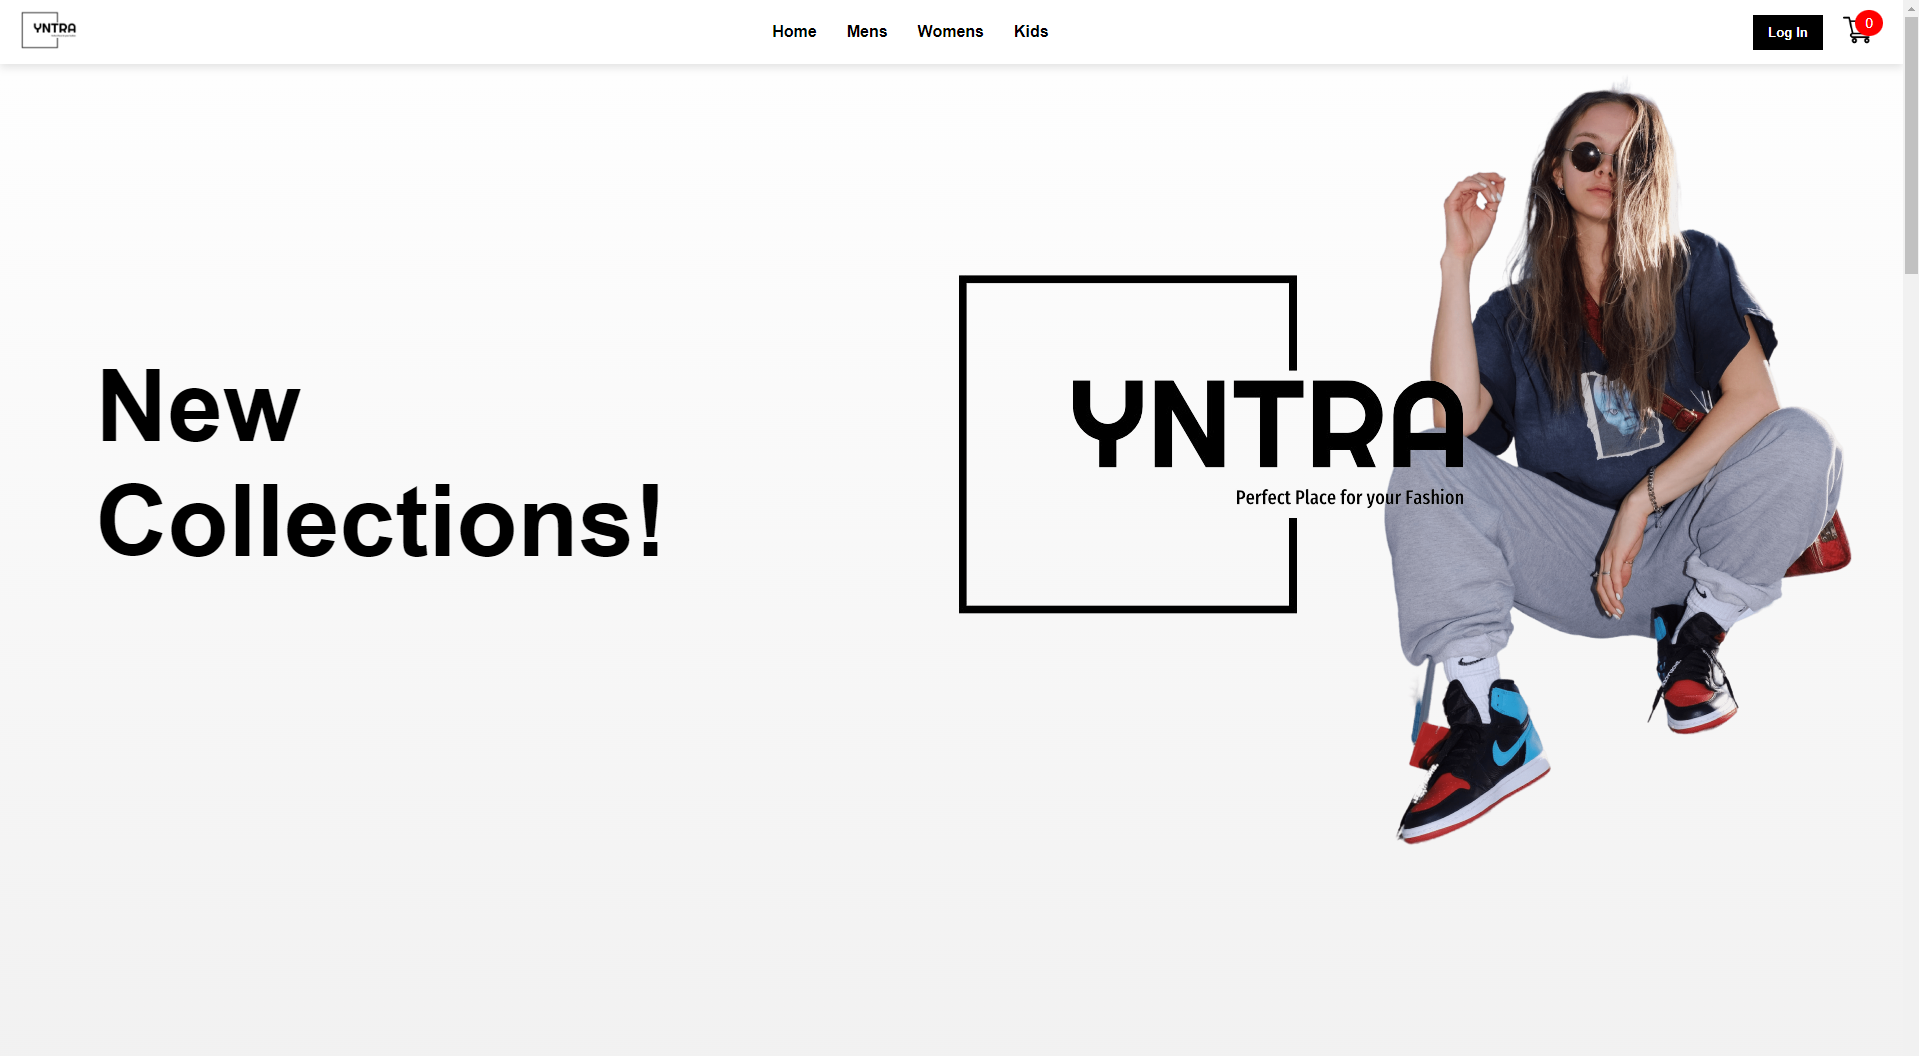 YNTRA
Home Mens Womens Kids
Log In
0
New
Collections!
YNTRA
Perfect Place for your Fashion